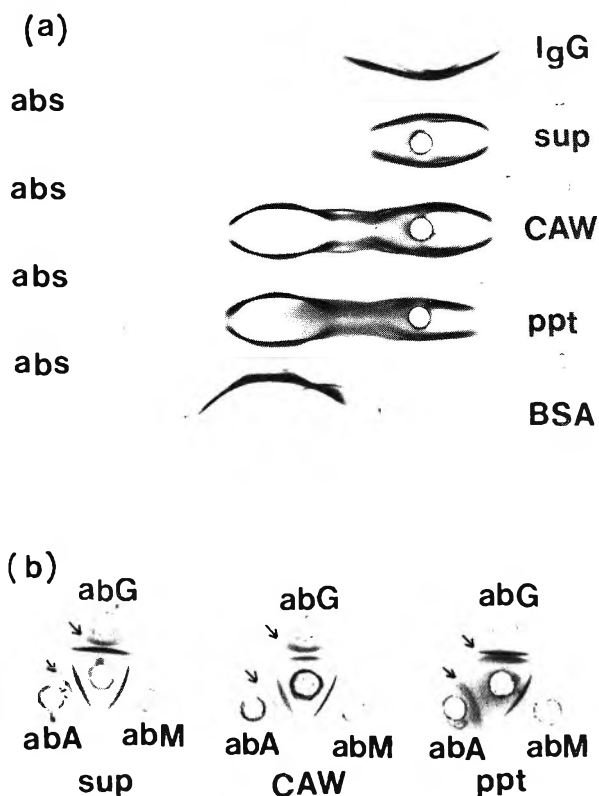 (a)
IgG
abs
sup
abs
CAW
abs
ppt
abs
BSA
(b)
abG abG abG
abA abM abA abM abA abM
sup CAW ppt